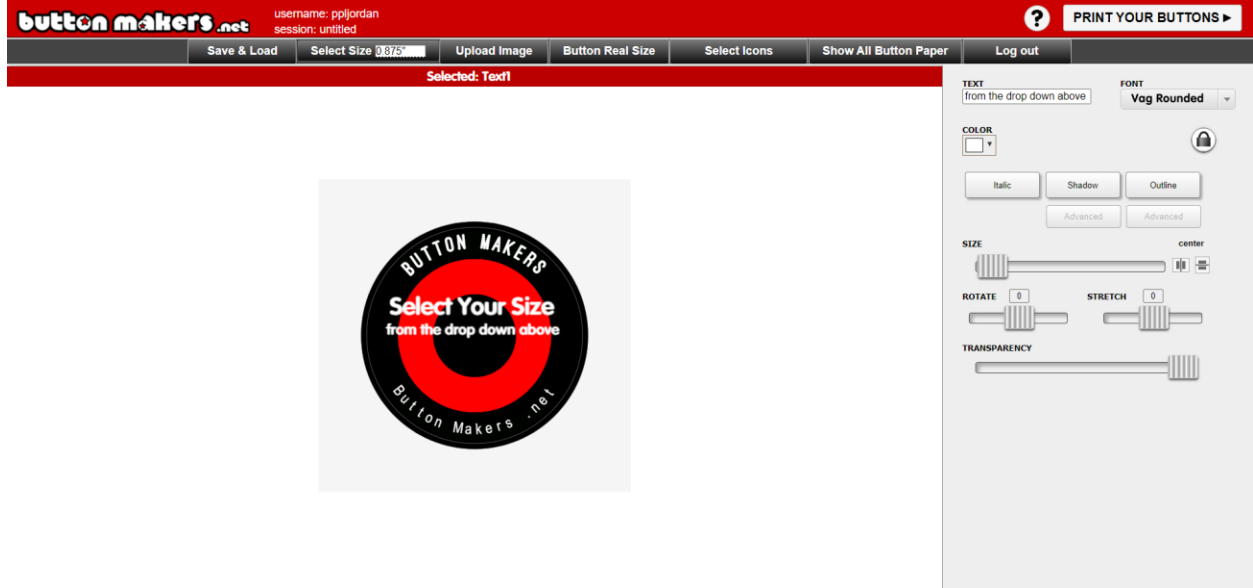 button makers.net
username: ppljordan
session: untitled
?
PRINT YOUR BUTTONS ►
Save & Load
Select Size 0.875"
Upload Image
Button Real Size
Select Icons
Show All Button Paper
Log out
Selected: Text1
BUTTON MAKERS
Select Your Size
from the drop down above
Button Makers .net
TEXT
from the drop down above
FONT
Vag Rounded
COLOR
Italic
Shadow
Outline
Advanced
Advanced
SIZE
center
ROTATE 0
STRETCH 0
TRANSPARENCY